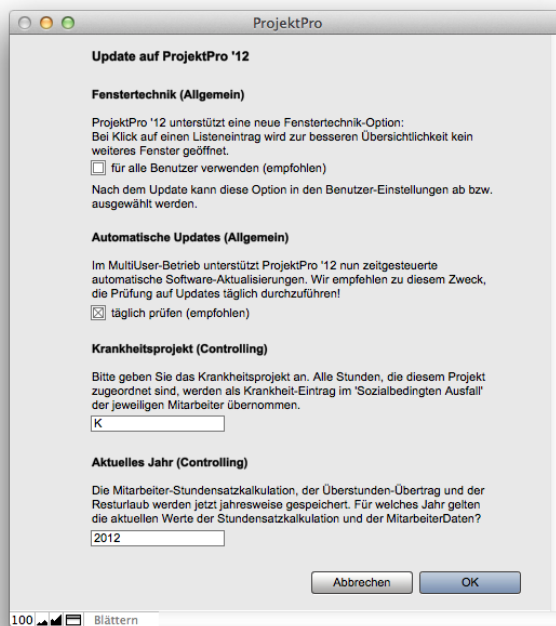 ProjektPro
Update auf ProjektPro '12
Fenstertechnik (Allgemein)
ProjektPro '12 unterstützt eine neue Fenstertechnik-Option:
Bei Klick auf einen Listeneintrag wird zur besseren Übersichtlichkeit kein
weiteres Fenster geöffnet.
für alle Benutzer verwenden (empfohlen)
Nach dem Update kann diese Option in den Benutzer-Einstellungen ab bzw.
ausgewählt werden.
Automatische Updates (Allgemein)
Im MultiUser-Betrieb unterstützt ProjektPro '12 nun zeitgesteuerte
automatische Software-Aktualisierungen. Wir empfehlen zu diesem Zweck,
die Prüfung auf Updates täglich durchzuführen!
täglich prüfen (empfohlen)
Krankheitsprojekt (Controlling)
Bitte geben Sie das Krankheitsprojekt an. Alle Stunden, die diesem Projekt
zugeordnet sind, werden als Krankheit-Eintrag im 'Sozialbedingten Ausfall'
der jeweiligen Mitarbeiter übernommen.
K
Aktuelles Jahr (Controlling)
Die Mitarbeiter-Stundensatzkalkulation, der Überstunden-Übertrag und der
Resturlaub werden jetzt jahresweise gespeichert. Für welches Jahr gelten
die aktuellen Werte der Stundensatzkalkulation und der MitarbeiterDaten?
2012
Abbrechen OK
100 Blättern